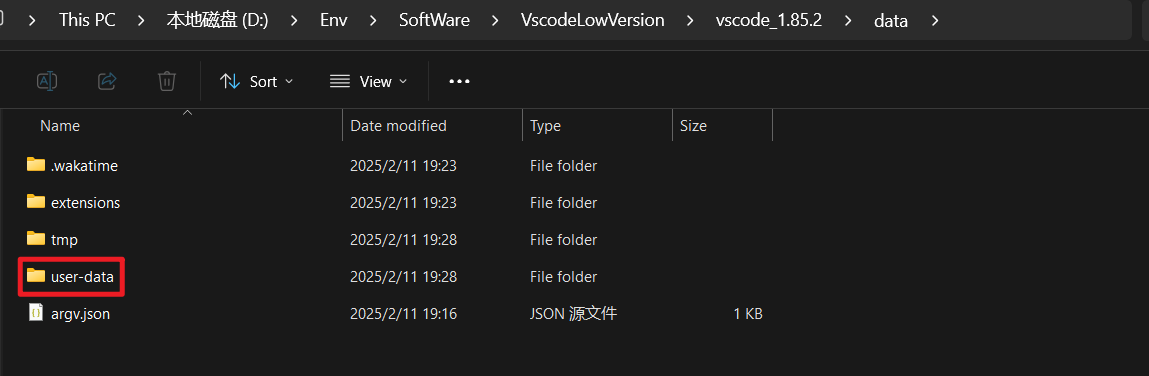 This PC > 本地磁盘 (D:) > Env > SoftWare > VscodeLowVersion > vscode_1.85.2 > data >
Sort View
Name Date modified Type Size
.wakatime 2025/2/11 19:23 File folder
extensions 2025/2/11 19:23 File folder
tmp 2025/2/11 19:28 File folder
user-data 2025/2/11 19:28 File folder
argv.json 2025/2/11 19:16 JSON 源文件 1 KB